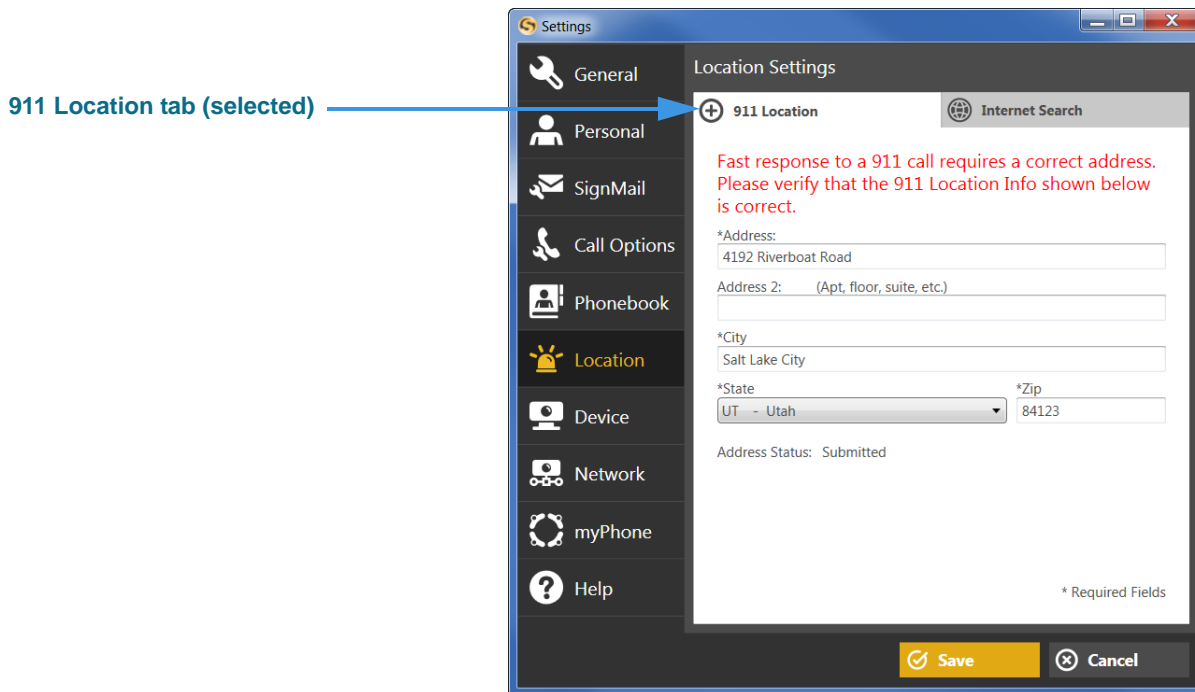 Settings
911 Location tab (selected)
General
Personal
SignMail
Call Options
Phonebook
Location
Device
Network
myPhone
Help
Location Settings
911 Location
Internet Search
Fast response to a 911 call requires a correct address.
Please verify that the 911 Location Info shown below
is correct.
*Address:
4192 Riverboat Road
Address 2: (Apt, floor, suite, etc.)
*City
Salt Lake City
*State *Zip
UT - Utah 84123
Address Status: Submitted
* Required Fields
Save Cancel